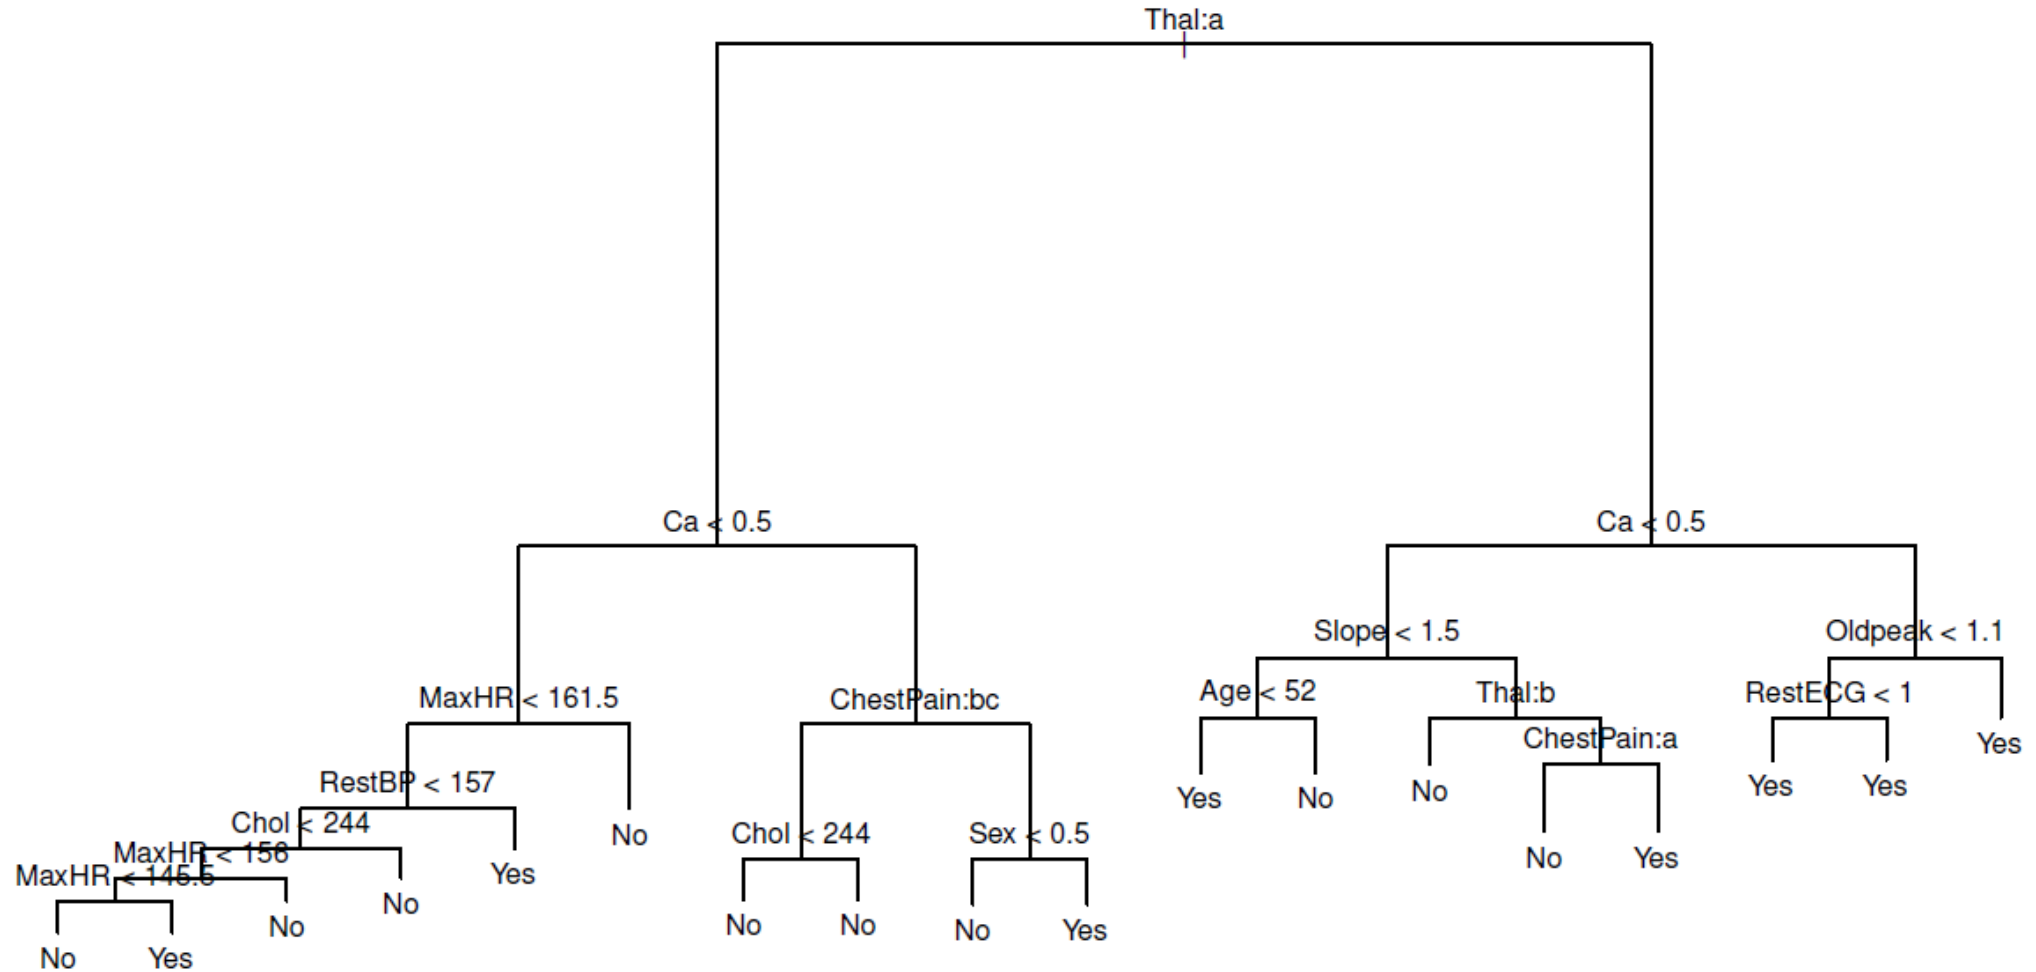 Thal:a
Ca < 0.5
Ca < 0.5
Slope < 1.5
Oldpeak < 1.1
MaxHR < 161.5
ChestPain:bc
Age < 52
Thal:b
RestECG < 1
ChestPain:a
Yes
RestBP < 157
Yes
No
No
Yes
Yes
Chol < 244
No
Chol < 244
Sex < 0.5
MaxHR < 156
No
Yes
MaxHR < 145.5
Yes
No
No
No
No
No
Yes
No
Yes